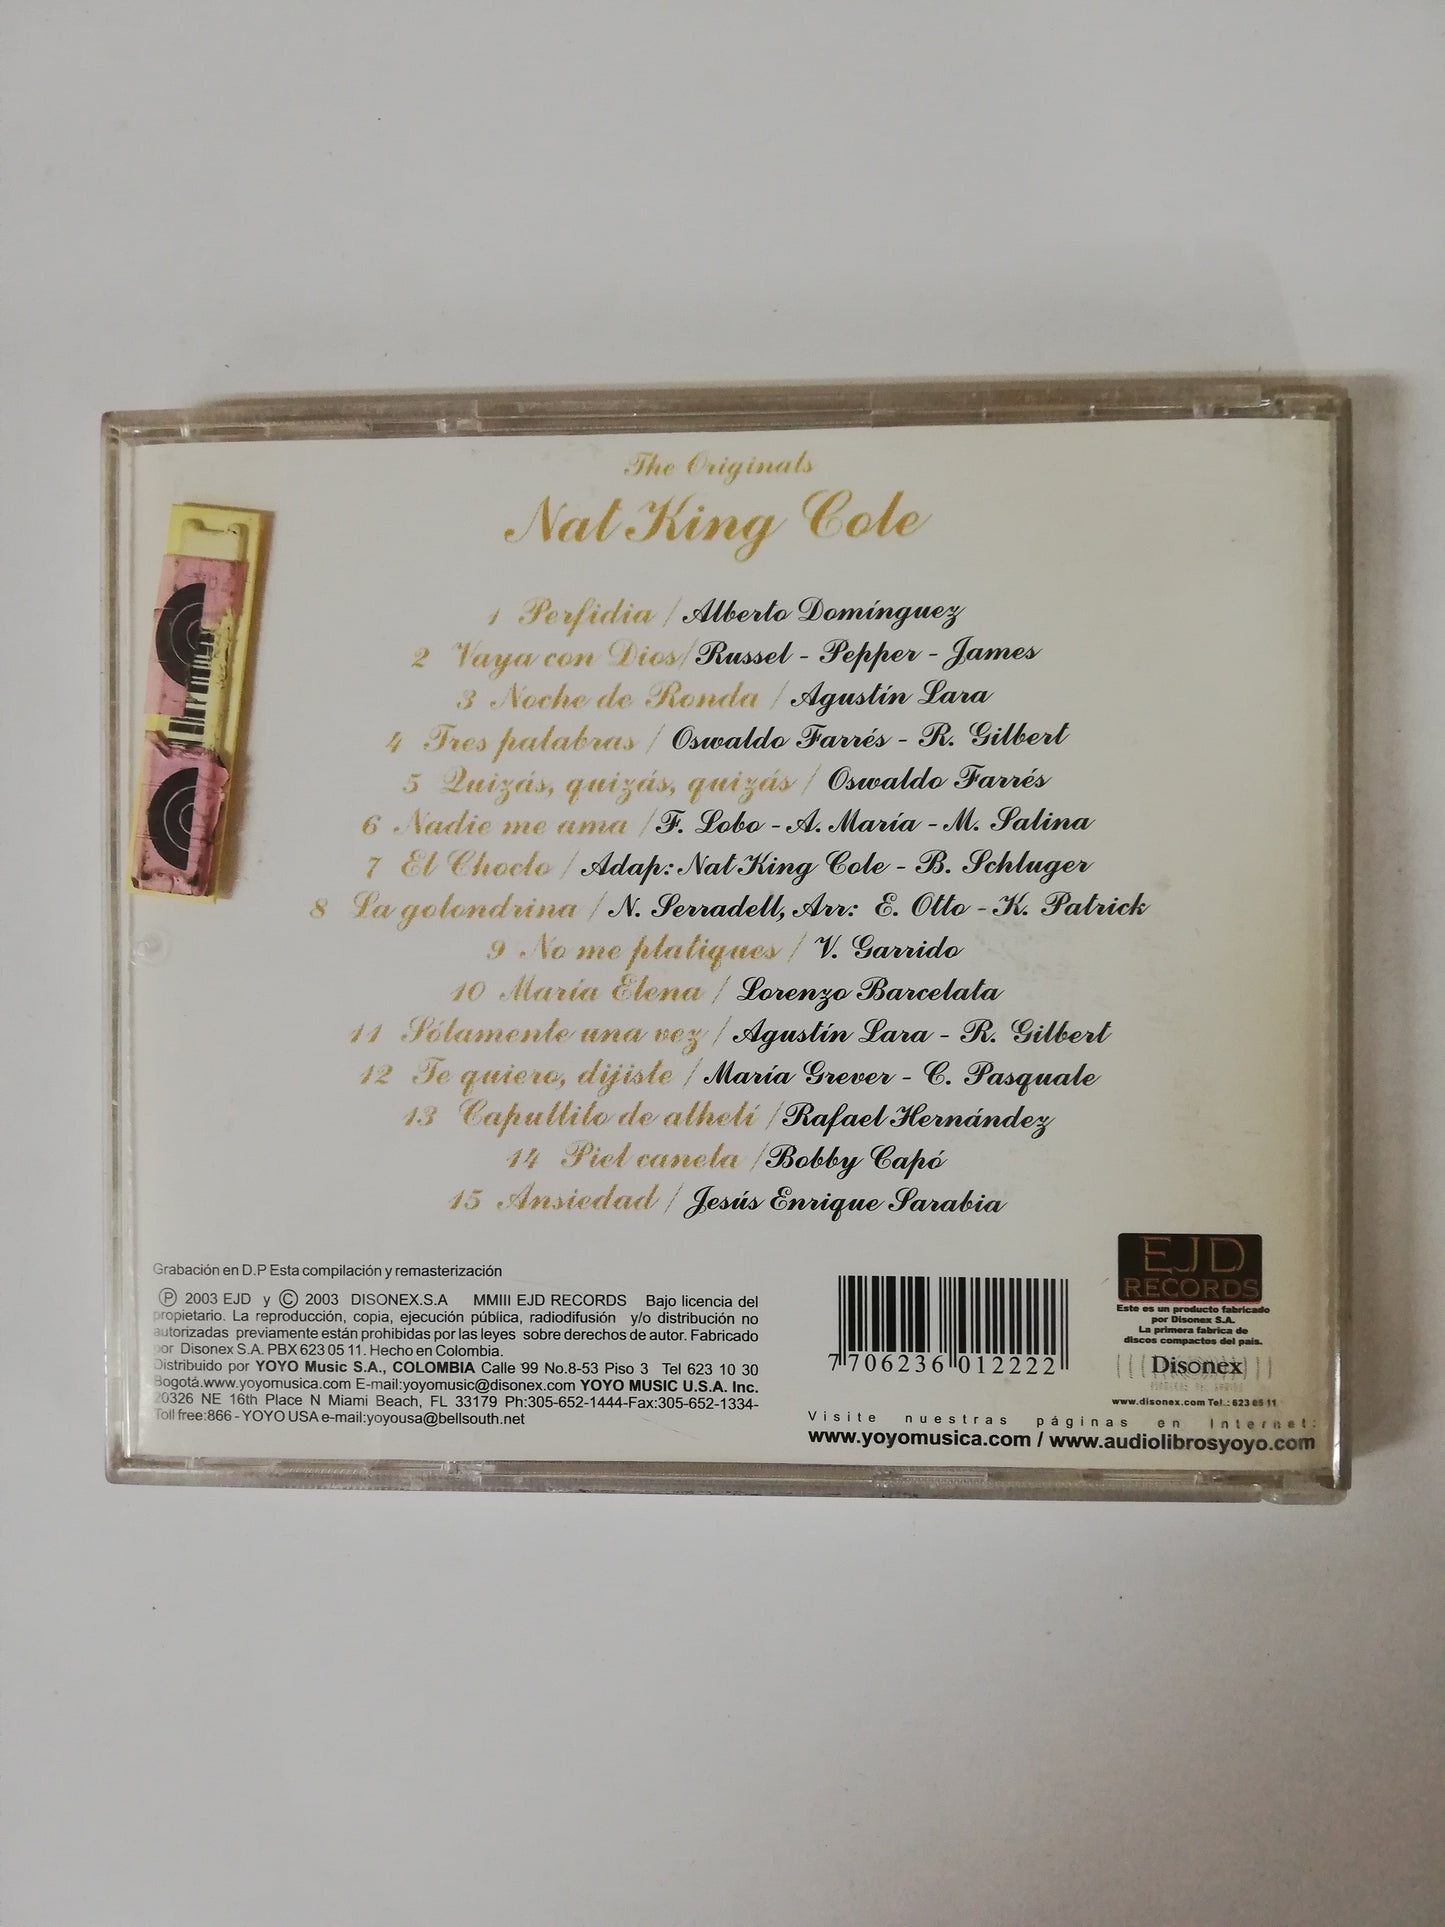 The Originals
Nat King Cole
1 Perfidia / Alberto Domínguez
2 Vaya con Dios / Russel - Pepper - James
3 Noche de Ronda / Agustín Lara
4 Tres palabras / Oswaldo Farrés - R. Gilbert
5 Quizás, quizás, quizás / Oswaldo Farrés
6 Nadie me ama / F. Lobo - A. María - M. Salina
7 El Choclo / Adap: Nat King Cole - B. Schluger
8 La golondrina / N. Serradell, Arr: E. Otto - K. Patrick
9 No me platiques / V. Garrido
10 María Elena / Lorenzo Barcelata
11 Sólamente una vez / Agustín Lara - R. Gilbert
12 Te quiero, dijiste / María Grever - C. Pasquale
13 Capullito de alhelí / Rafael Hernández
14 Piel canela / Bobby Capó
15 Ansiedad / Jesús Enrique Sarabia
Grabación en D.P Esta compilación y remasterización
Ⓟ 2003 EJD y © 2003 DISONEX.S.A MMIII EJD RECORDS Bajo licencia del
propietario. La reproducción, copia, ejecución pública, radiodifusión y/o distribución no
autorizadas previamente están prohibidas por las leyes sobre derechos de autor. Fabricado
por Disonex S.A. PBX 623 05 11. Hecho en Colombia.
Distribuido por YOYO Music S.A., COLOMBIA Calle '99 No.8-53 Piso 3 Tel 623 10 30
Bogotá.www.yoyomusica.com E-mail:yoyomusic@disonex.com YOYO MUSIC U.S.A. Inc.
20326 NE 16th Place N Miami Beach, FL 33179 Ph:305-652-1444-Fax:305-652-1334-
Toll free:866 - YOYO USA e-mail:yoyousa@bellsouth.net
7 706236 012222
EJD
RECORDS
Este es un producto fabricado
por Disonex S.A.
La primera fabrica de
discos compactos del país.
Disonex
www.disonex.com Tel.: 623 05 11
Visite nuestras páginas en Internet:
www.yoyomusica.com / www.audiolibrosyoyo.com